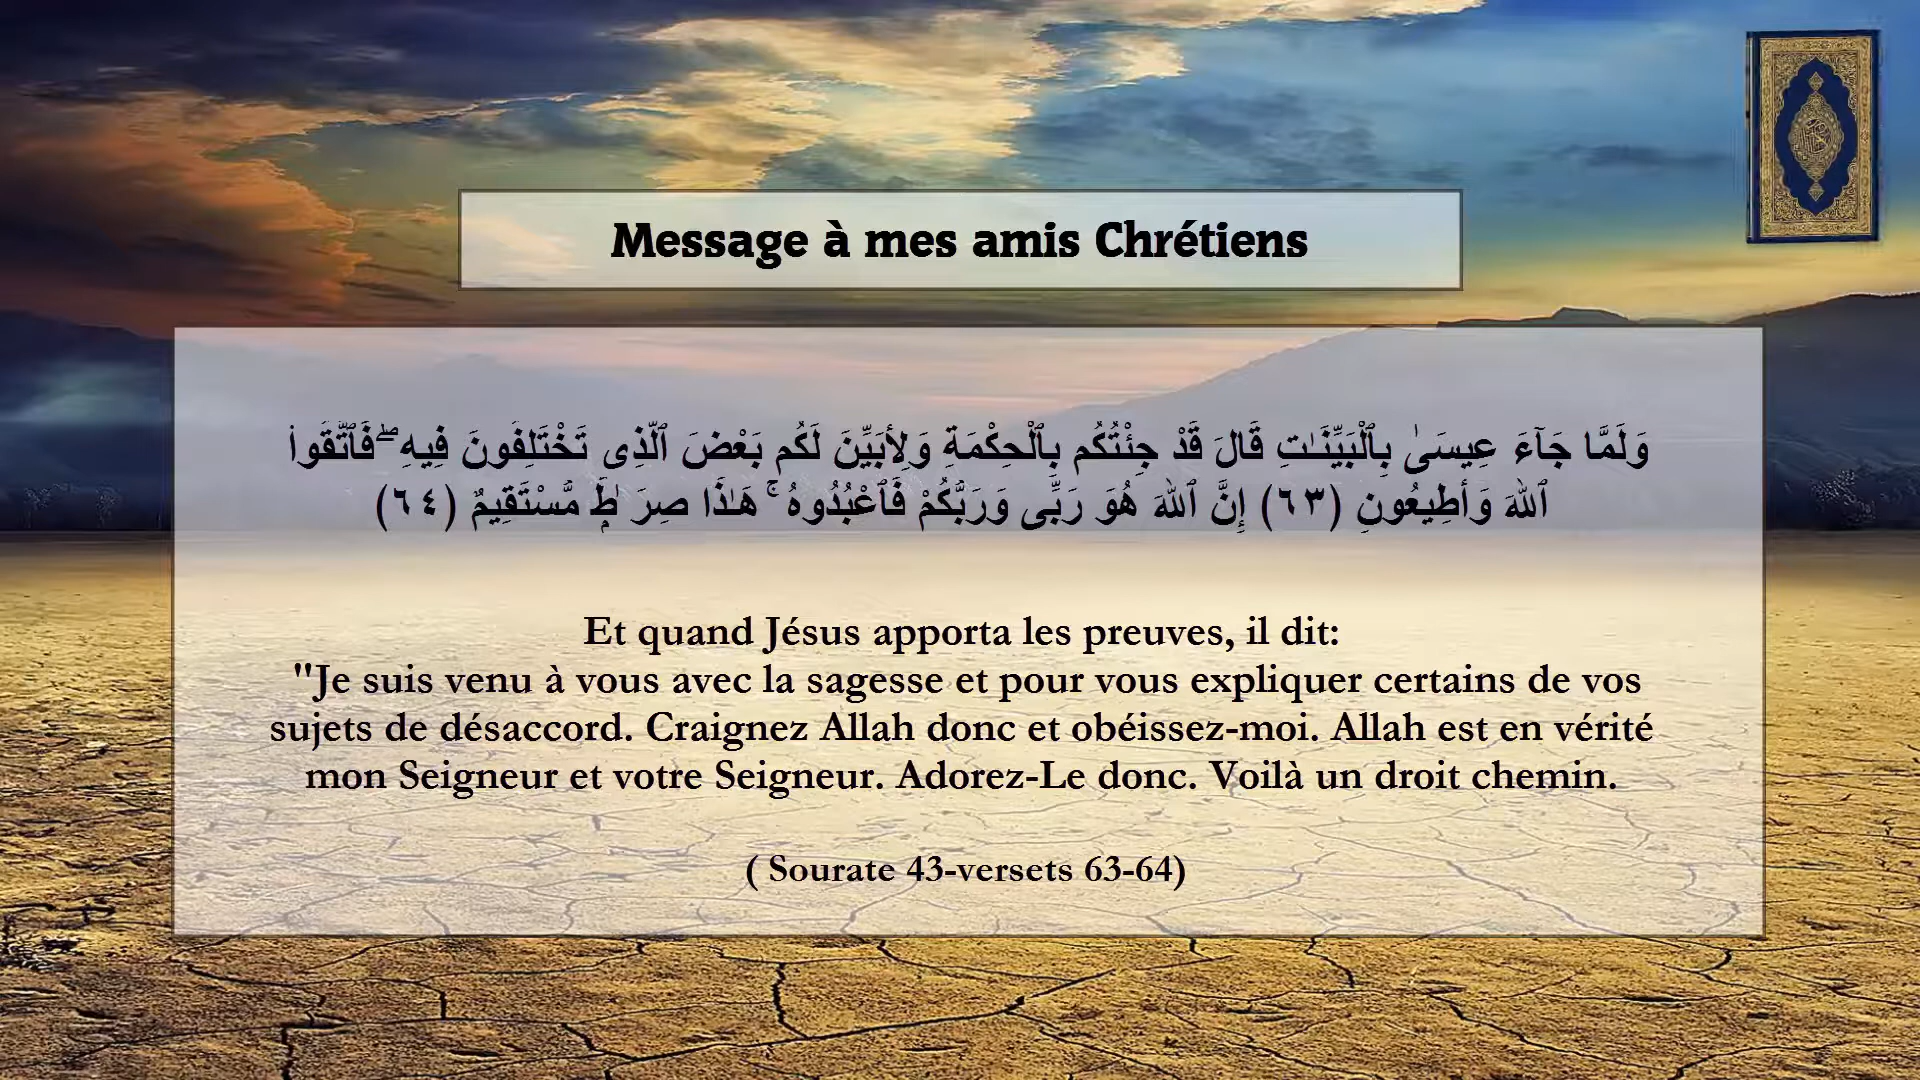 Message à mes amis Chrétiens
وَلَمَّا جَآءَ عِيسَىٰ بِٱلْبَيِّنَـٰتِ قَالَ قَدْ جِئْتُكُم بِٱلْحِكْمَةِ وَلِأُبَيِّنَ لَكُم بَعْضَ ٱلَّذِى تَخْتَلِفُونَ فِيهِ ۖ فَٱتَّقُوا۟
ٱللَّهَ وَأَطِيعُونِ (٦٣) إِنَّ ٱللَّهَ هُوَ رَبِّى وَرَبُّكُمْ فَٱعْبُدُوهُ ۚ هَـٰذَا صِرَٰطٌ مُّسْتَقِيمٌ (٦٤)
Et quand Jésus apporta les preuves, il dit:
"Je suis venu à vous avec la sagesse et pour vous expliquer certains de vos
sujets de désaccord. Craignez Allah donc et obéissez-moi. Allah est en vérité
mon Seigneur et votre Seigneur. Adorez-Le donc. Voilà un droit chemin.
( Sourate 43-versets 63-64)